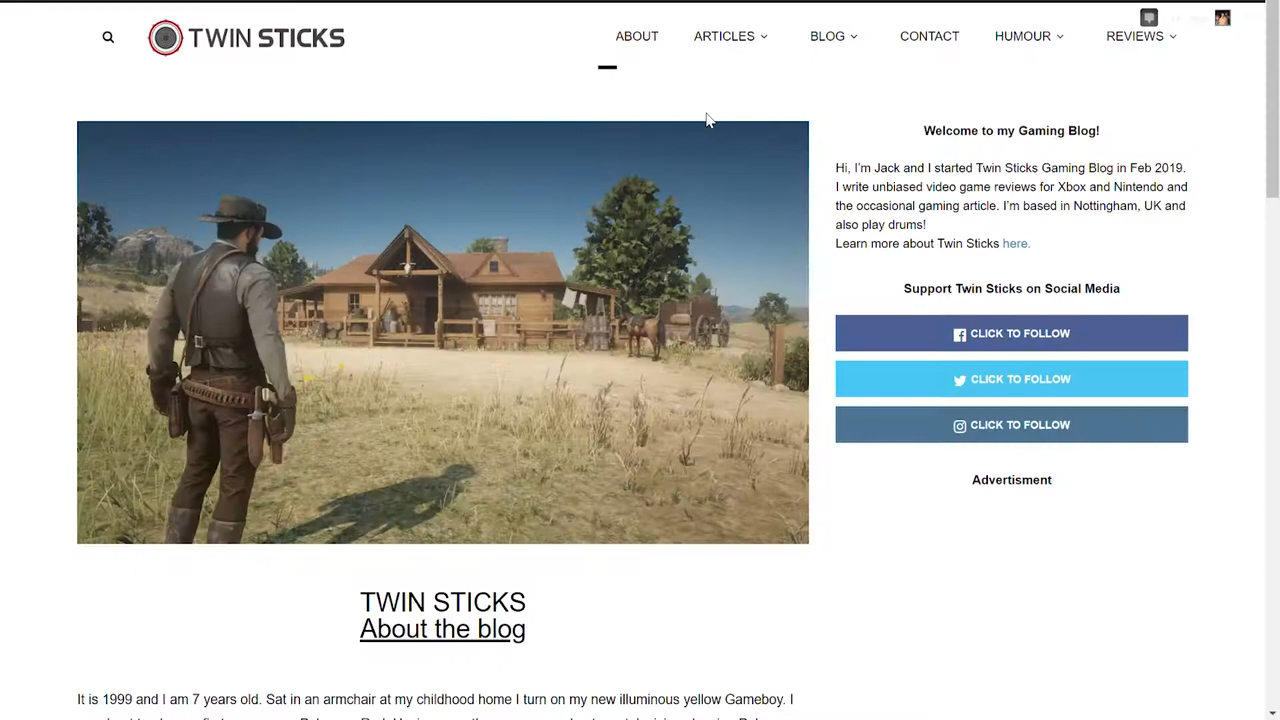 TWIN STICKS
ABOUT
ARTICLES
BLOG
CONTACT
HUMOUR
REVIEWS
Welcome to my Gaming Blog!
Hi, I'm Jack and I started Twin Sticks Gaming Blog in Feb 2019.
I write unbiased video game reviews for Xbox and Nintendo and
the occasional gaming article. I'm based in Nottingham, UK and
also play drums!
Learn more about Twin Sticks here.
Support Twin Sticks on Social Media
CLICK TO FOLLOW
CLICK TO FOLLOW
CLICK TO FOLLOW
Advertisment
TWIN STICKS
About the blog
It is 1999 and I am 7 years old. Sat in an armchair at my childhood home I turn on my new illuminous yellow Gameboy. I